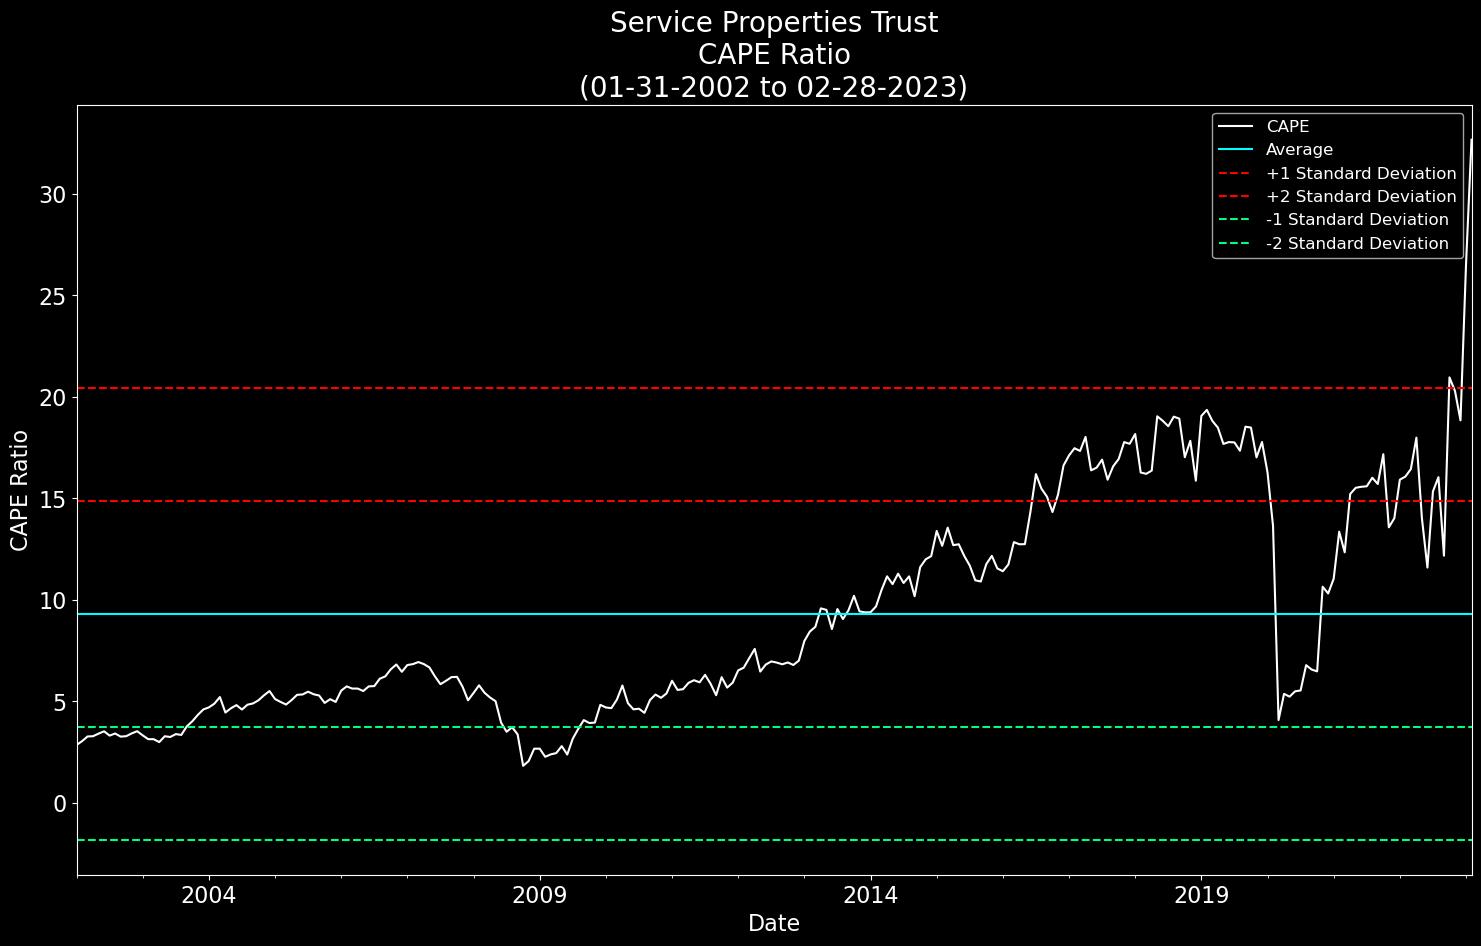 Service Properties Trust
CAPE Ratio
(01-31-2002 to 02-28-2023)
CAPE
Average
+1 Standard Deviation
+2 Standard Deviation
-1 Standard Deviation
-2 Standard Deviation
CAPE Ratio
30
25
20
15
10
5
0
2004
2009
2014
2019
Date